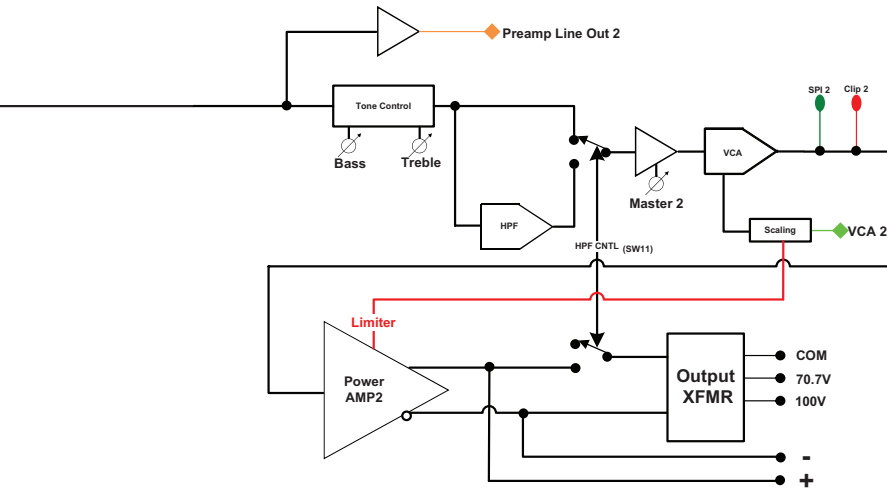 Preamp Line Out 2
SPI 2
Clip 2
Tone Control
Bass
Treble
VCA
Master 2
HPF
Scaling
VCA 2
HPF CNTL (SW11)
Limiter
Power
AMP2
Output
XFMR
COM
70.7V
100V
-
+